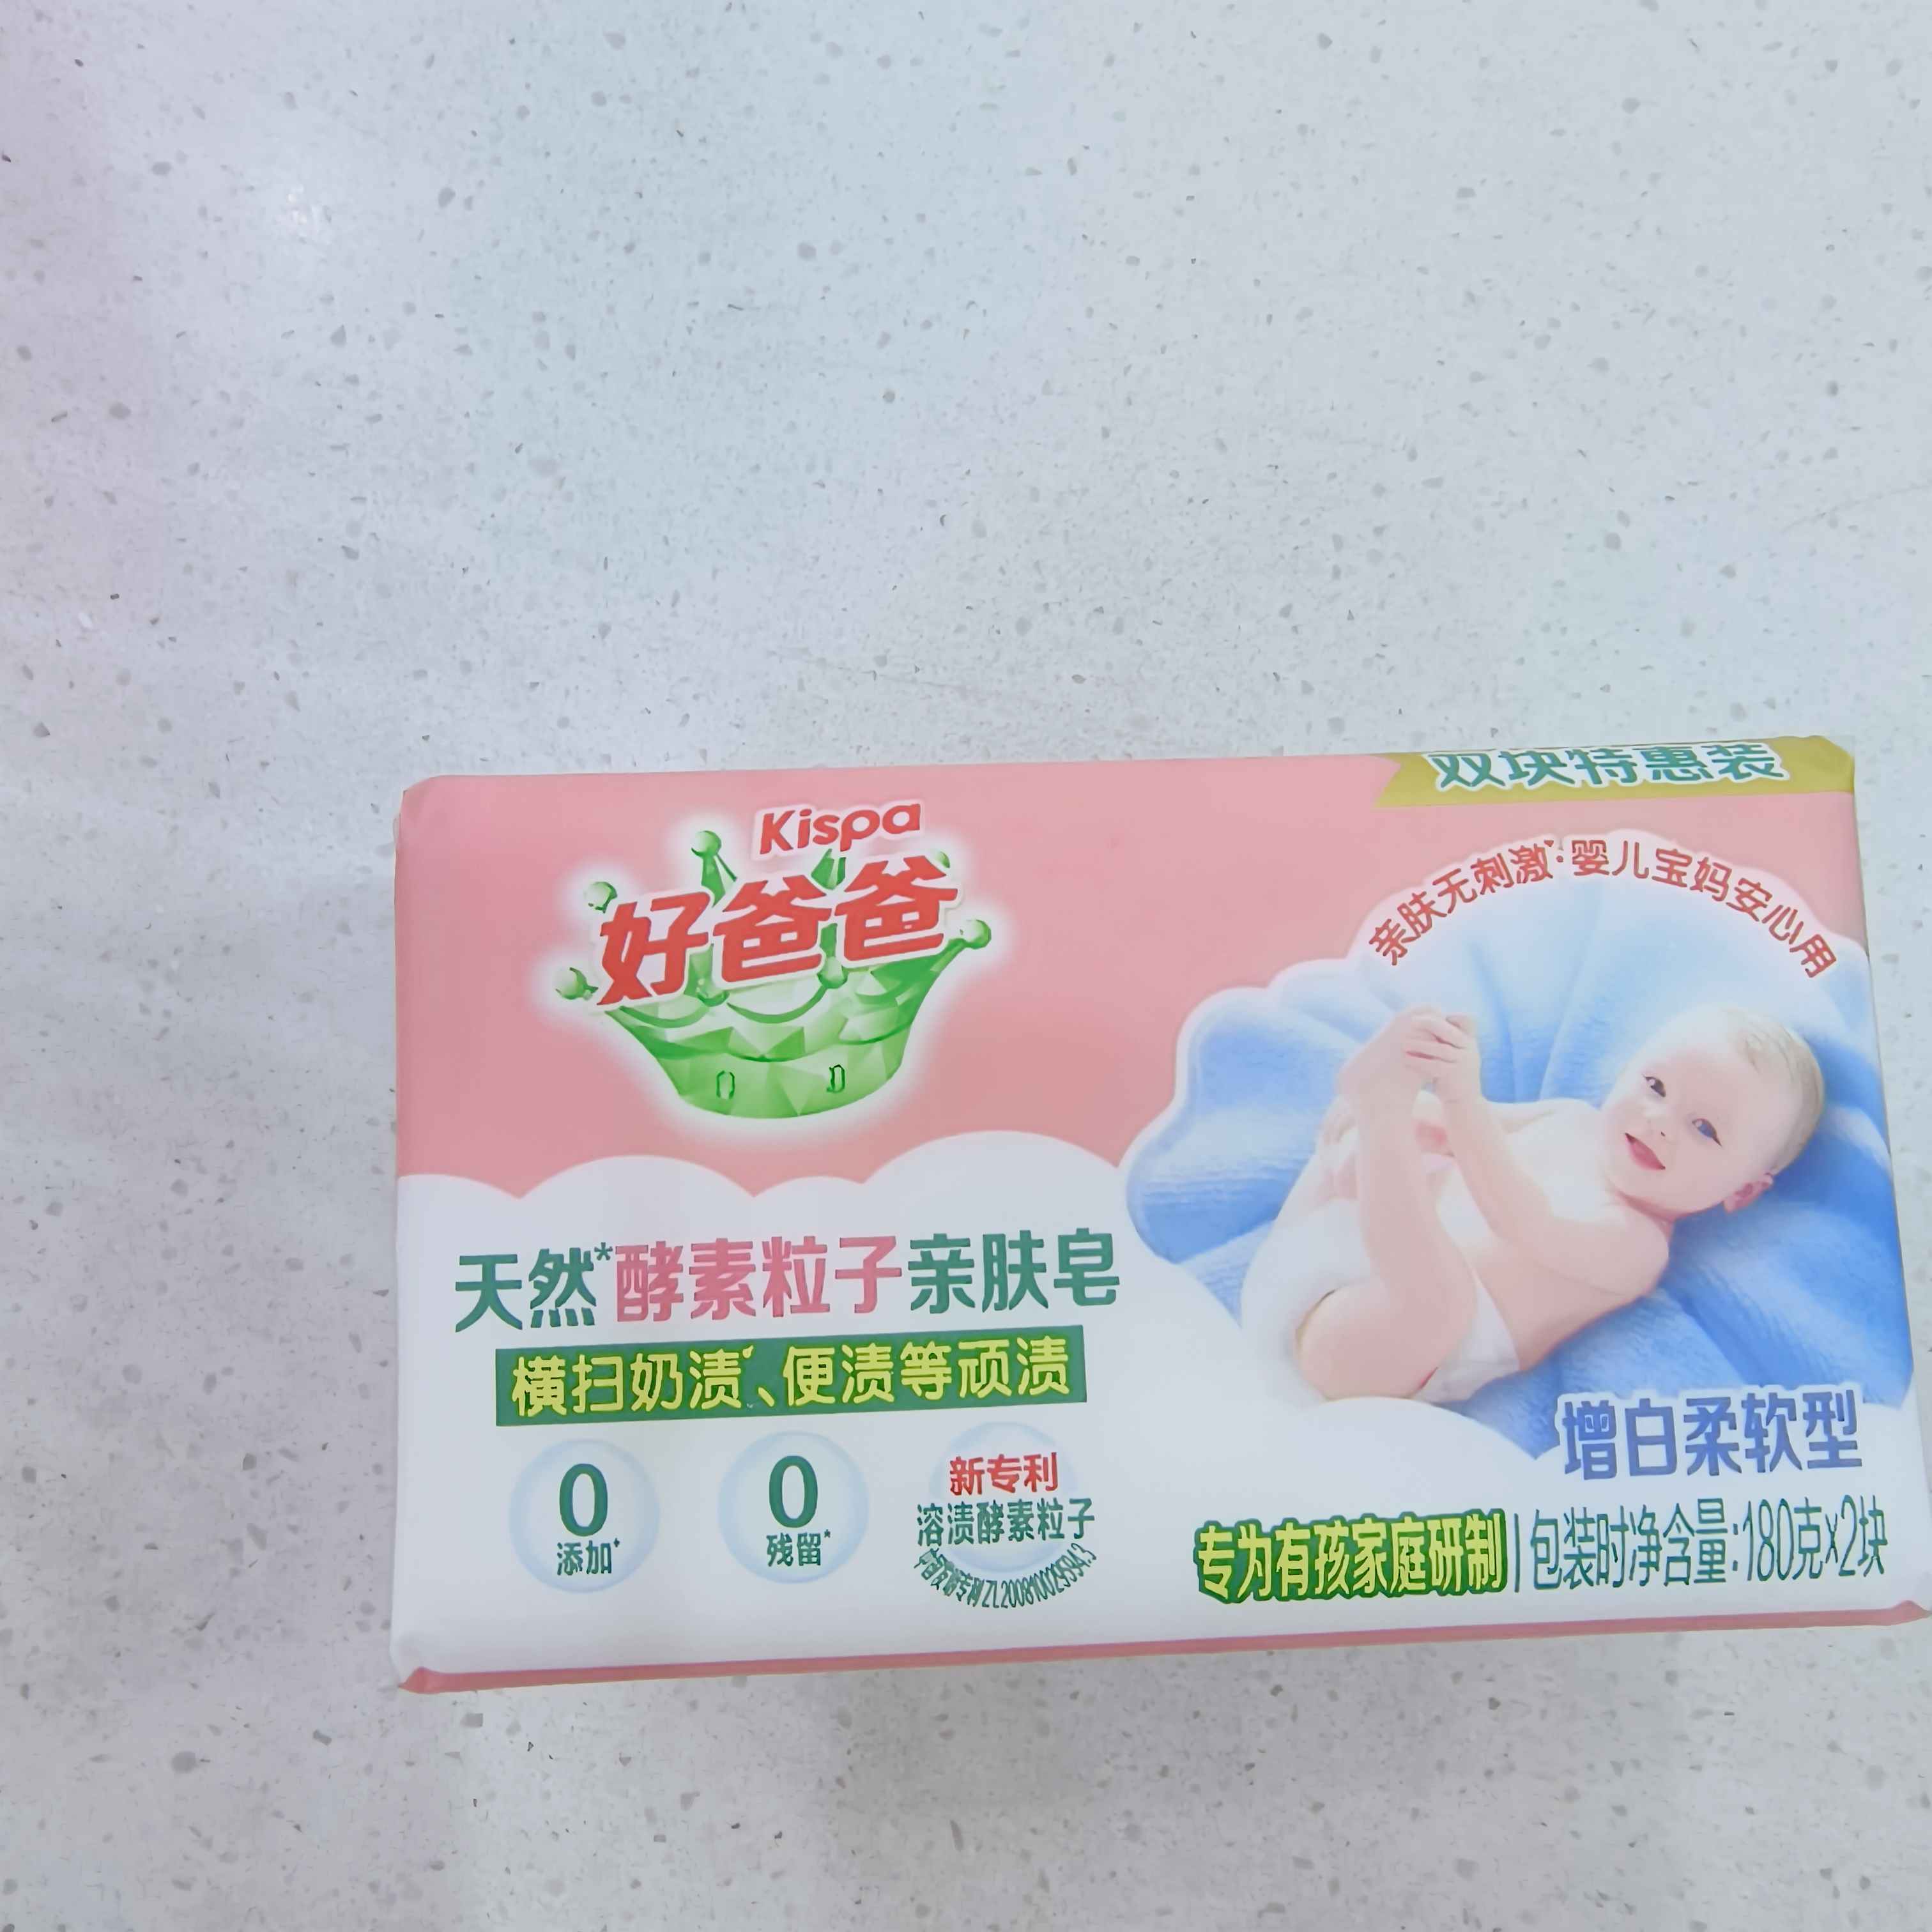 双块特惠装
Kispa
好爸爸
亲肤无刺激*·婴儿宝妈安心用
天然*酵素粒子亲肤皂
横扫奶渍*、便渍等顽渍
0
添加*
0
残留*
新专利
溶渍酵素粒子
增白柔软型
专为有孩家庭研制 | 包装时净含量:180克×2块